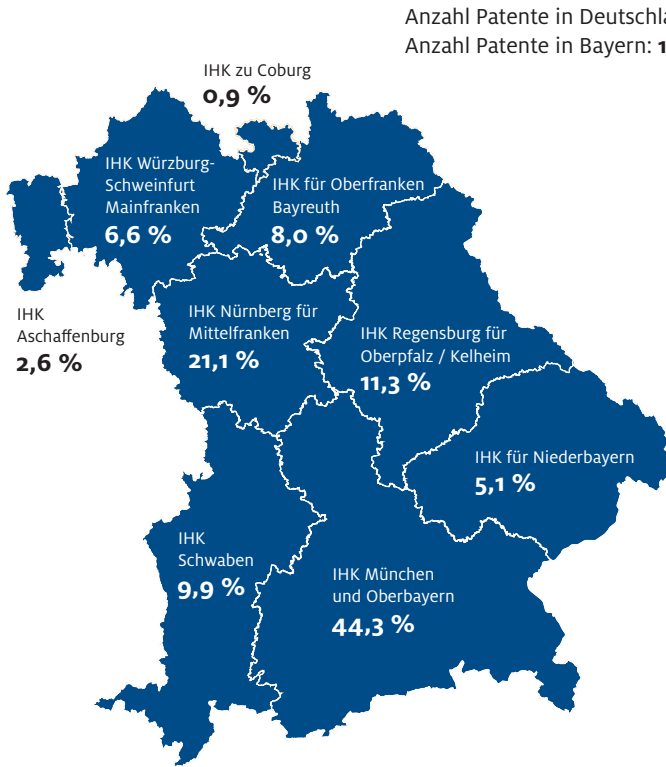 Anzahl Patente in
Anzahl Patente in Bayern:
IHK zu Coburg
0,9 %
IHK Würzburg-
Schweinfurt
Mainfranken
6,6 %
IHK für Oberfranken
Bayreuth
8,0 %
IHK
Aschaffenburg
2,6 %
IHK Nürnberg für
Mittelfranken
21,1 %
IHK Regensburg für
Oberpfalz / Kelheim
11,3 %
IHK für Niederbayern
5,1 %
IHK
Schwaben
9,9 %
IHK München
und Oberbayern
44,3 %